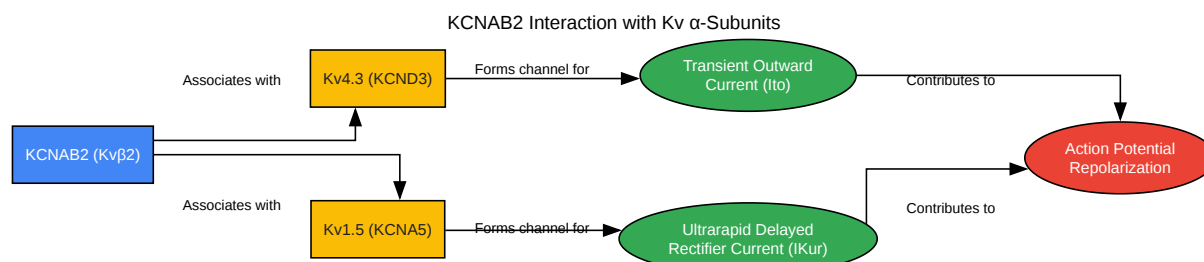 KCNAB2 Interaction with Kv α-Subunits
Associates with
Kv4.3 (KCND3)
Forms channel for
Transient Outward
Current (Ito)
Contributes to
KCNAB2 (Kvβ2)
Action Potential
Repolarization
Associates with
Kv1.5 (KCNA5)
Forms channel for
Ultrarapid Delayed
Rectifier Current (IKur)
Contributes to